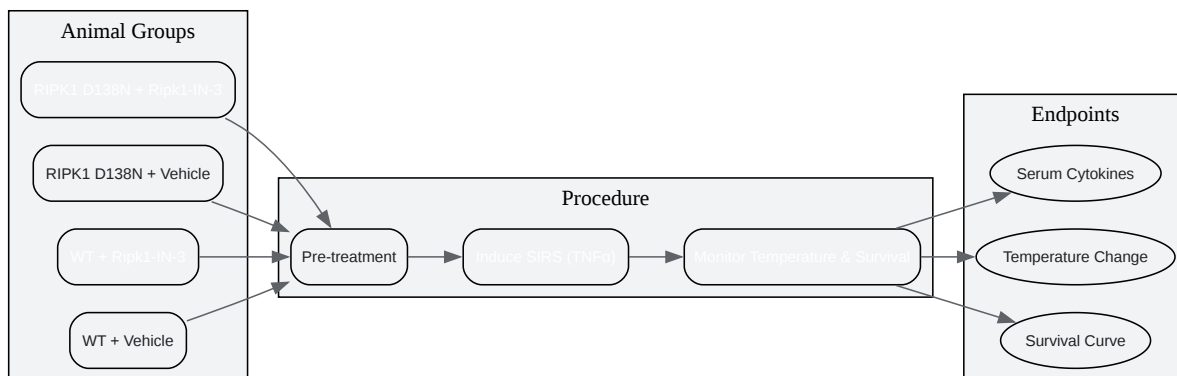 Animal Groups
RIPK1 D138N + Ripk1-IN-3
RIPK1 D138N + Vehicle
WT + Ripk1-IN-3
WT + Vehicle
Procedure
Pre-treatment
Induce SIRS (TNFα)
Monitor Temperature & Survival
Endpoints
Serum Cytokines
Temperature Change
Survival Curve